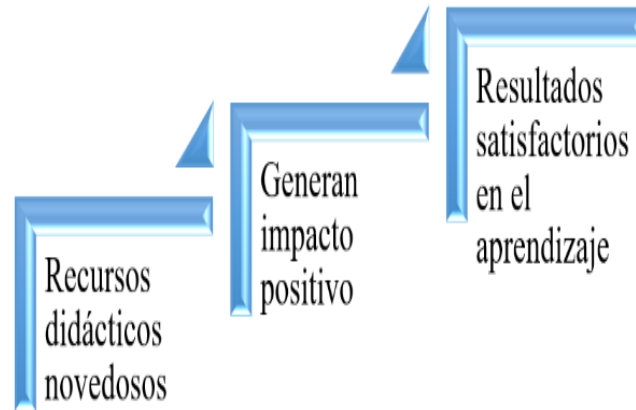 Recursos
didácticos
novedosos
Generan
impacto
positivo
Resultados
satisfactorios
en el
aprendizaje